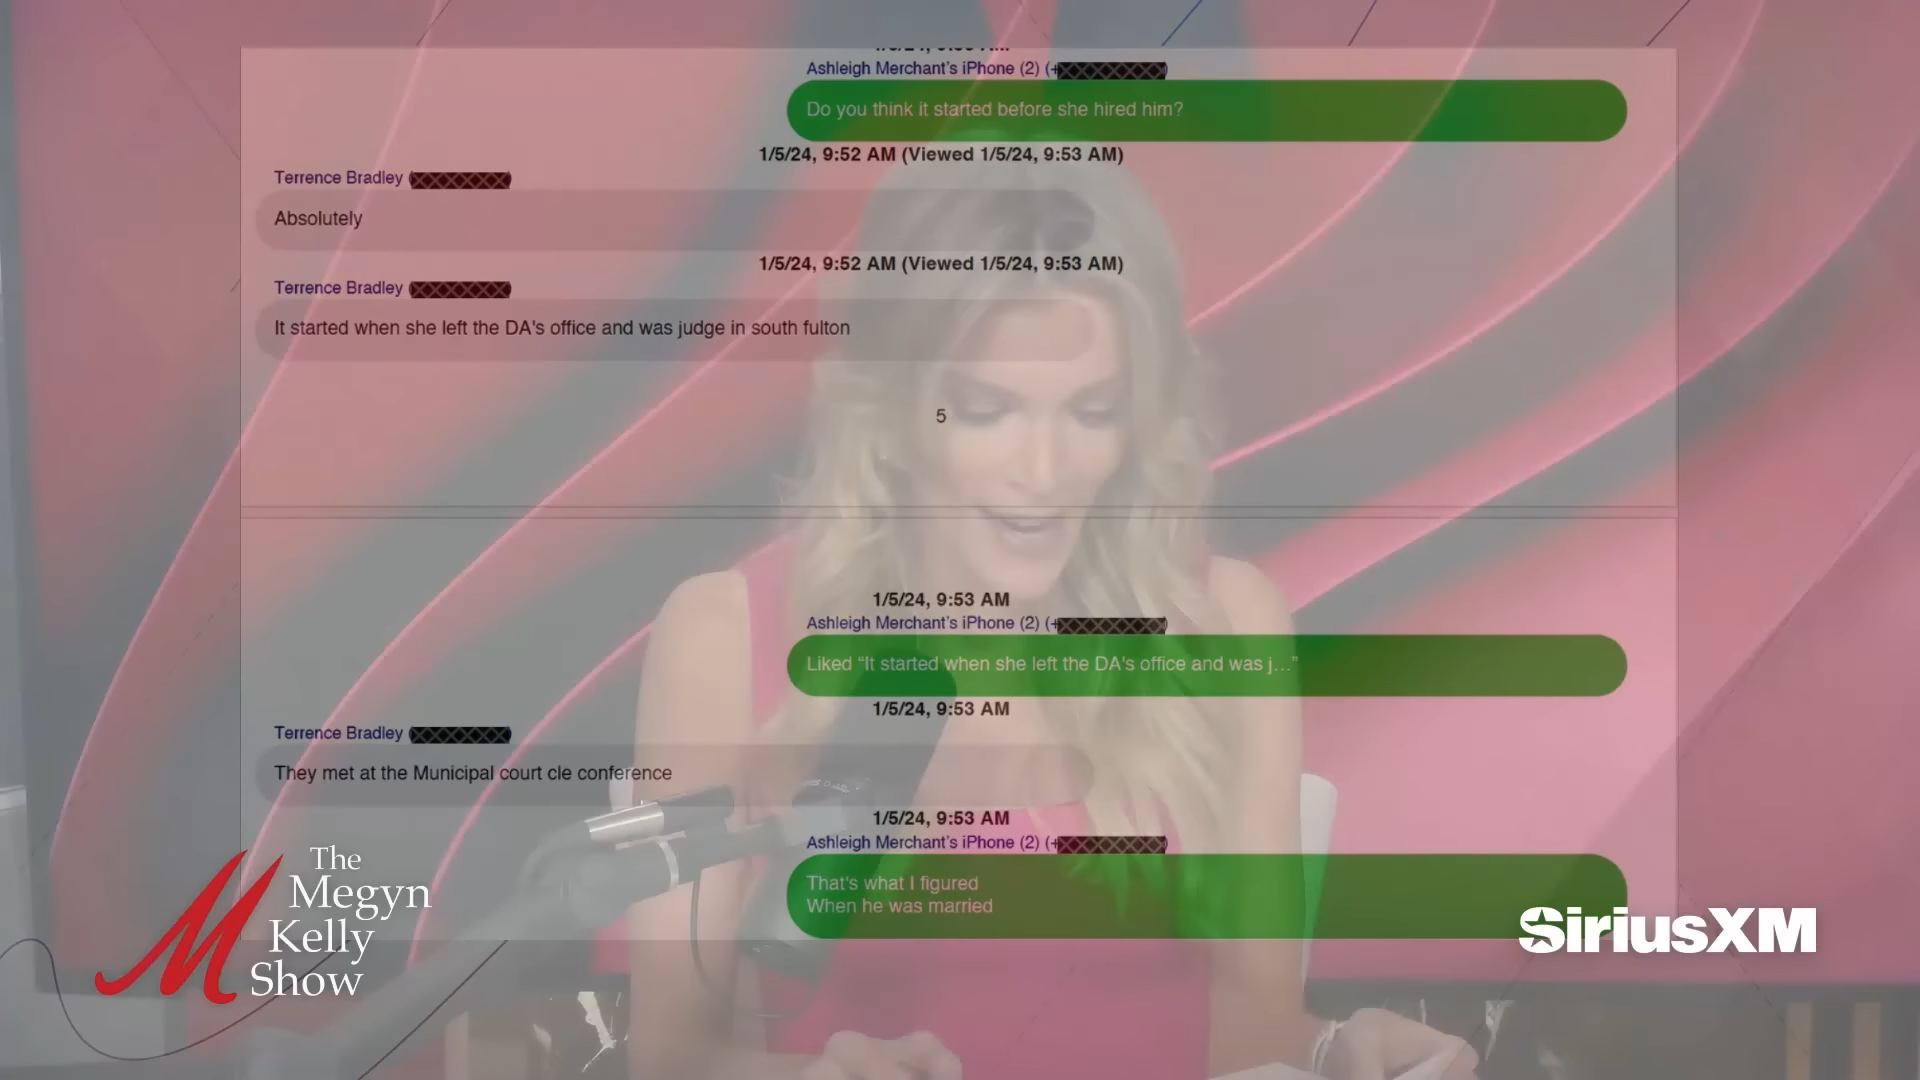 Ashleigh Merchant's iPhone (2) (+
Do you think it started before she hired him?
1/5/24, 9:52 AM (Viewed 1/5/24, 9:53 AM)
Terrence Bradley (
Absolutely
1/5/24, 9:52 AM (Viewed 1/5/24, 9:53 AM)
Terrence Bradley (
It started when she left the DA's office and was judge in south fulton
5
1/5/24, 9:53 AM
Ashleigh Merchant's iPhone (2) (+
Liked “It started when she left the DA's office and was j…”
1/5/24, 9:53 AM
Terrence Bradley (
They met at the Municipal court cle conference
1/5/24, 9:53 AM
Ashleigh Merchant's iPhone (2) (+
That's what I figured
When he was married
The
Megyn
Kelly
Show
SiriusXM